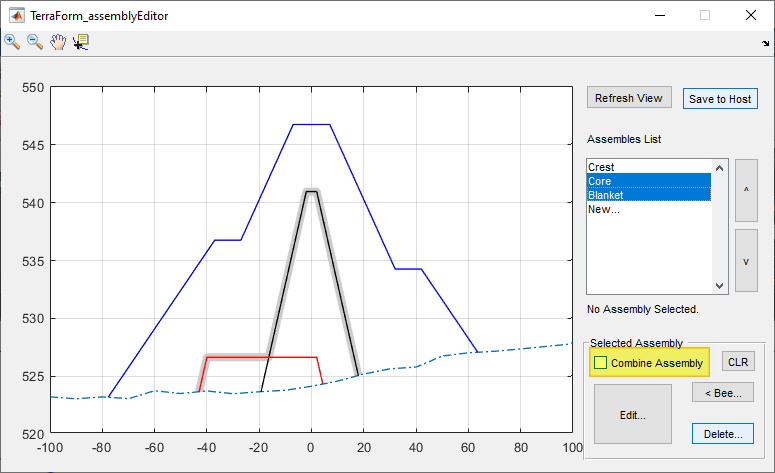 TerraForm_assemblyEditor
550
545
540
535
530
525
520
-100
-80
-60
-40
-20
0
20
40
60
80
100
Refresh View
Save to Host
Assembles List
Crest
Core
Blanket
New...
^
v
No Assembly Selected.
Selected Assembly
Combine Assembly
CLR
Edit...
< Bee...
Delete...